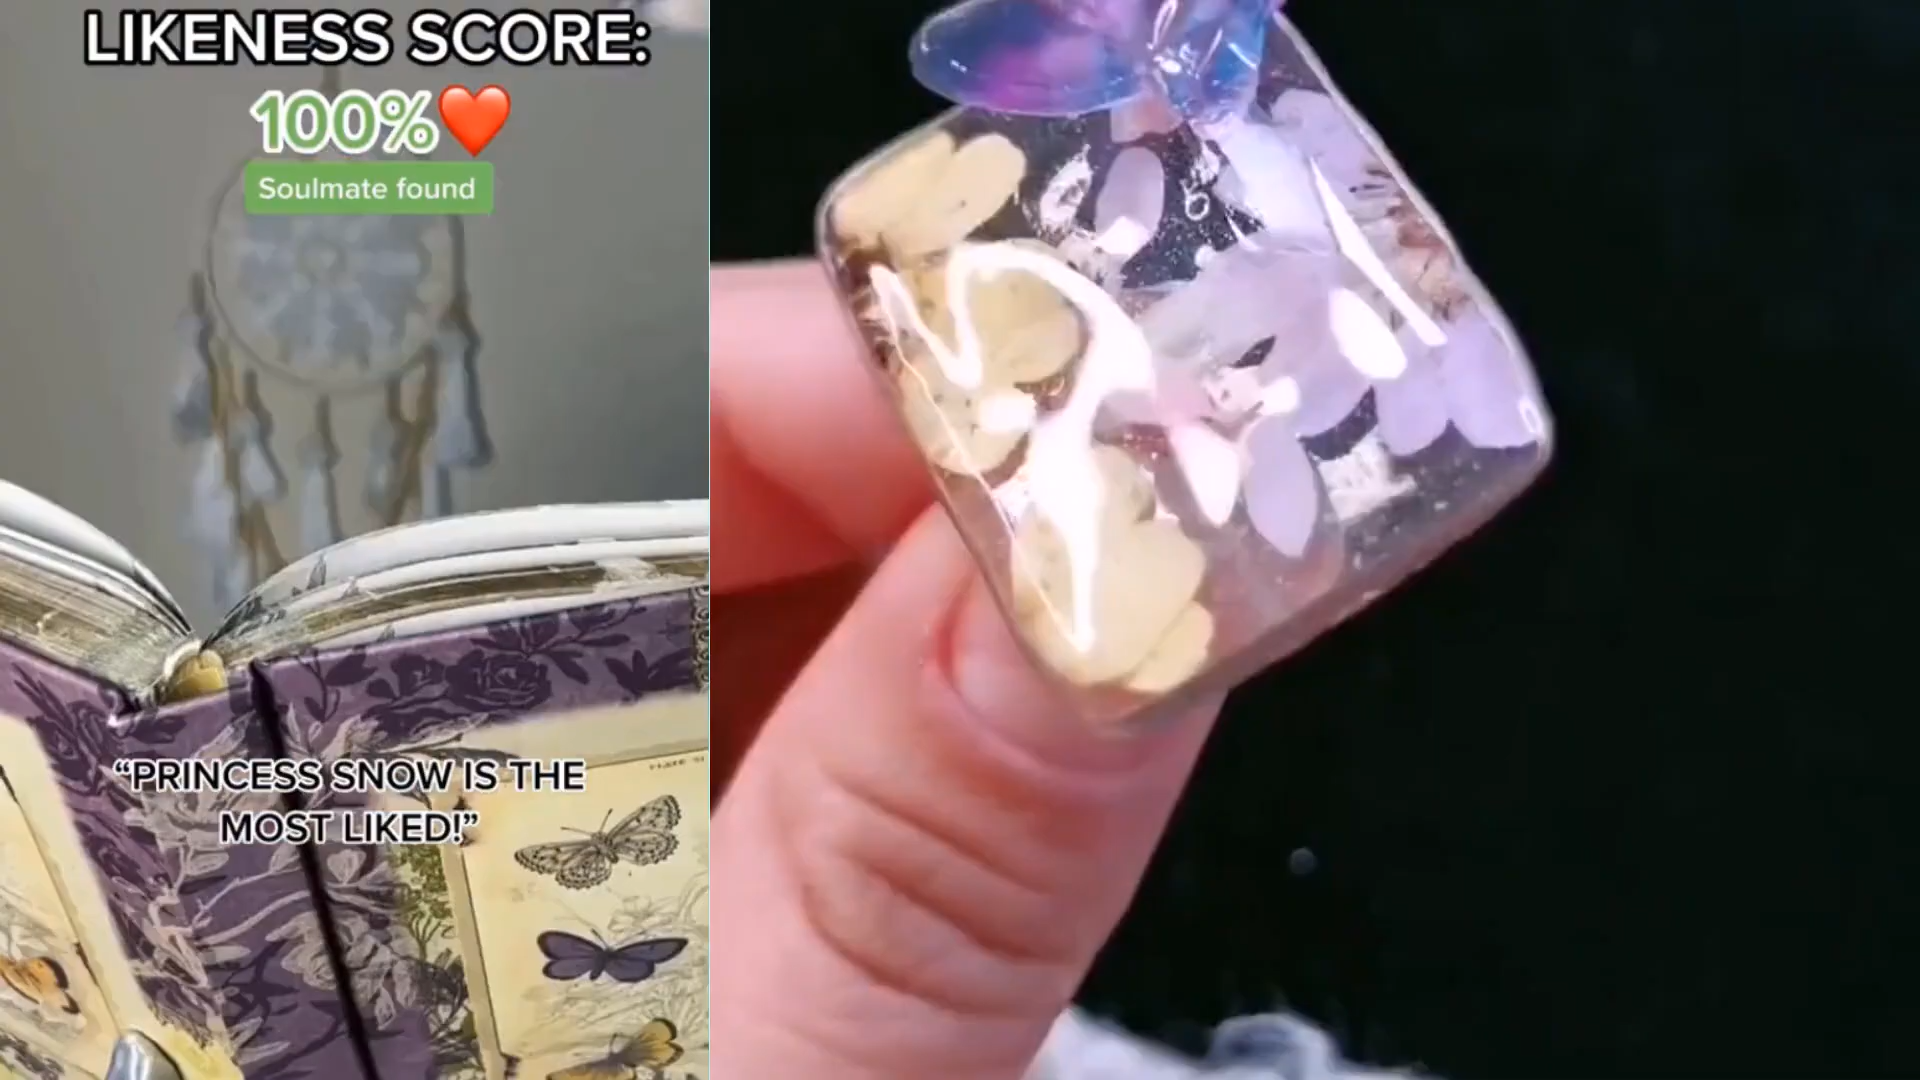 LIKENESS SCORE:
100%❤️
Soulmate found
“PRINCESS SNOW IS THE
MOST LIKED!”